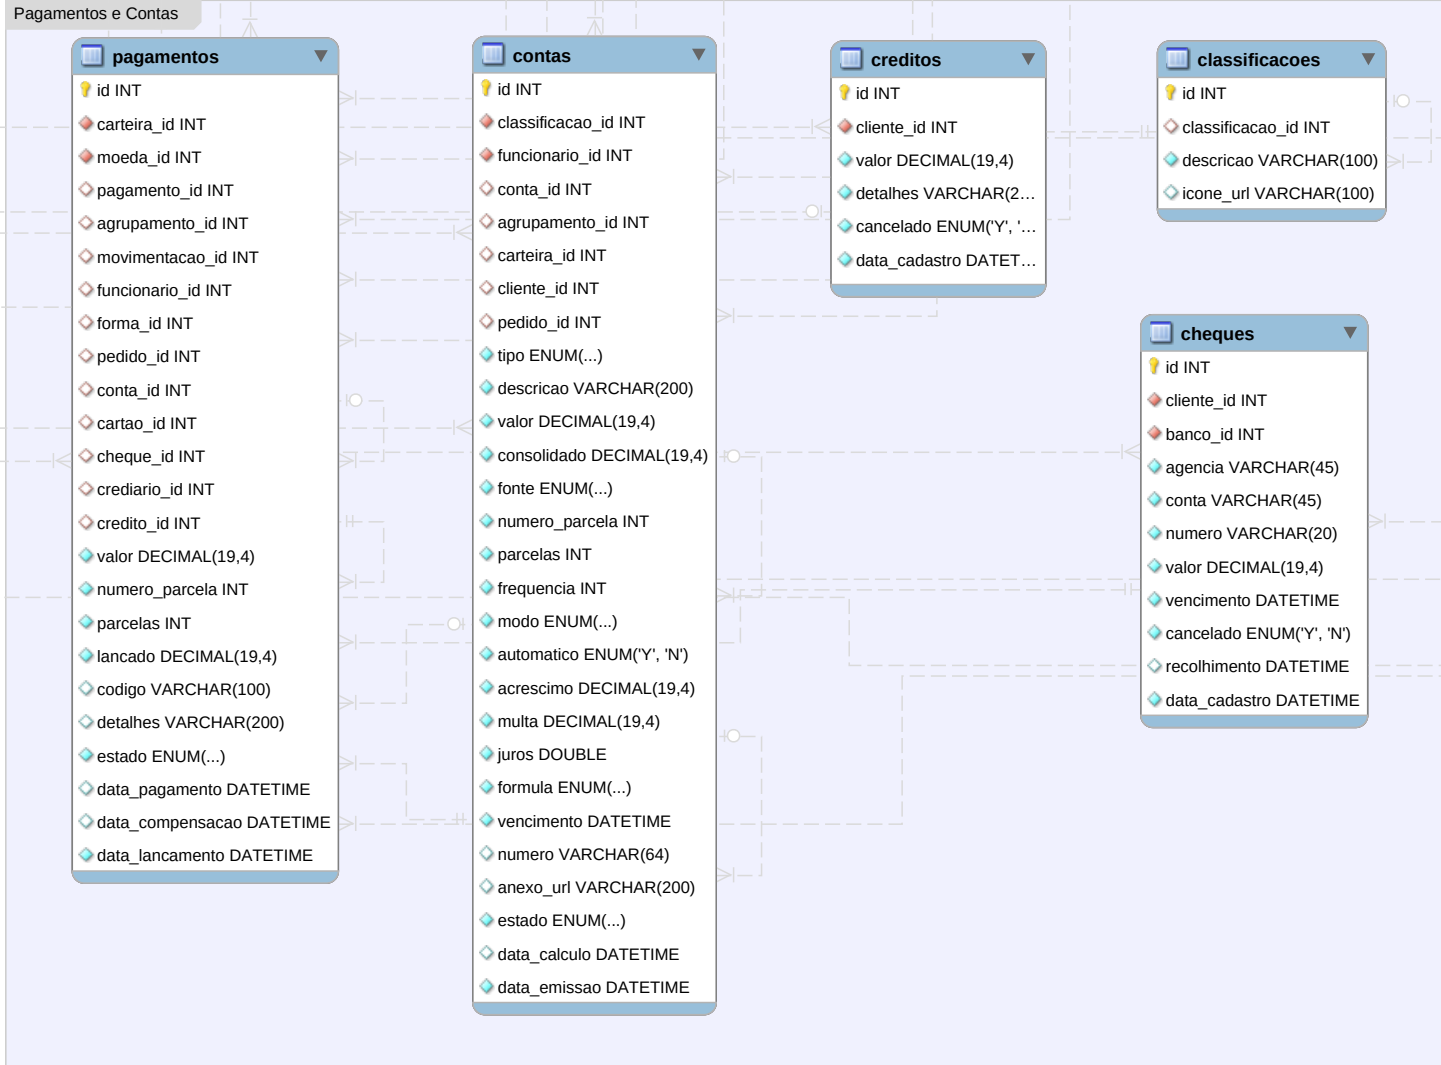 Pagamentos e Contas
pagamentos
id INT
carteira_id INT
moeda_id INT
pagamento_id INT
agrupamento_id INT
movimentacao_id INT
funcionario_id INT
forma_id INT
pedido_id INT
conta_id INT
cartao_id INT
cheque_id INT
crediario_id INT
credito_id INT
valor DECIMAL(19,4)
numero_parcela INT
parcelas INT
lancado DECIMAL(19,4)
codigo VARCHAR(100)
detalhes VARCHAR(200)
estado ENUM(...)
data_pagamento DATETIME
data_compensacao DATETIME
data_lancamento DATETIME
contas
id INT
classificacao_id INT
funcionario_id INT
conta_id INT
agrupamento_id INT
carteira_id INT
cliente_id INT
pedido_id INT
tipo ENUM(...)
descricao VARCHAR(200)
valor DECIMAL(19,4)
consolidado DECIMAL(19,4)
fonte ENUM(...)
numero_parcela INT
parcelas INT
frequencia INT
modo ENUM(...)
automatico ENUM('Y', 'N')
acrescimo DECIMAL(19,4)
multa DECIMAL(19,4)
juros DOUBLE
formula ENUM(...)
vencimento DATETIME
numero VARCHAR(64)
anexo_url VARCHAR(200)
estado ENUM(...)
data_calculo DATETIME
data_emissao DATETIME
creditos
id INT
cliente_id INT
valor DECIMAL(19,4)
detalhes VARCHAR(2...
cancelado ENUM('Y', '...
data_cadastro DATET...
classificacoes
id INT
classificacao_id INT
descricao VARCHAR(100)
icone_url VARCHAR(100)
cheques
id INT
cliente_id INT
banco_id INT
agencia VARCHAR(45)
conta VARCHAR(45)
numero VARCHAR(20)
valor DECIMAL(19,4)
vencimento DATETIME
cancelado ENUM('Y', 'N')
recolhimento DATETIME
data_cadastro DATETIME